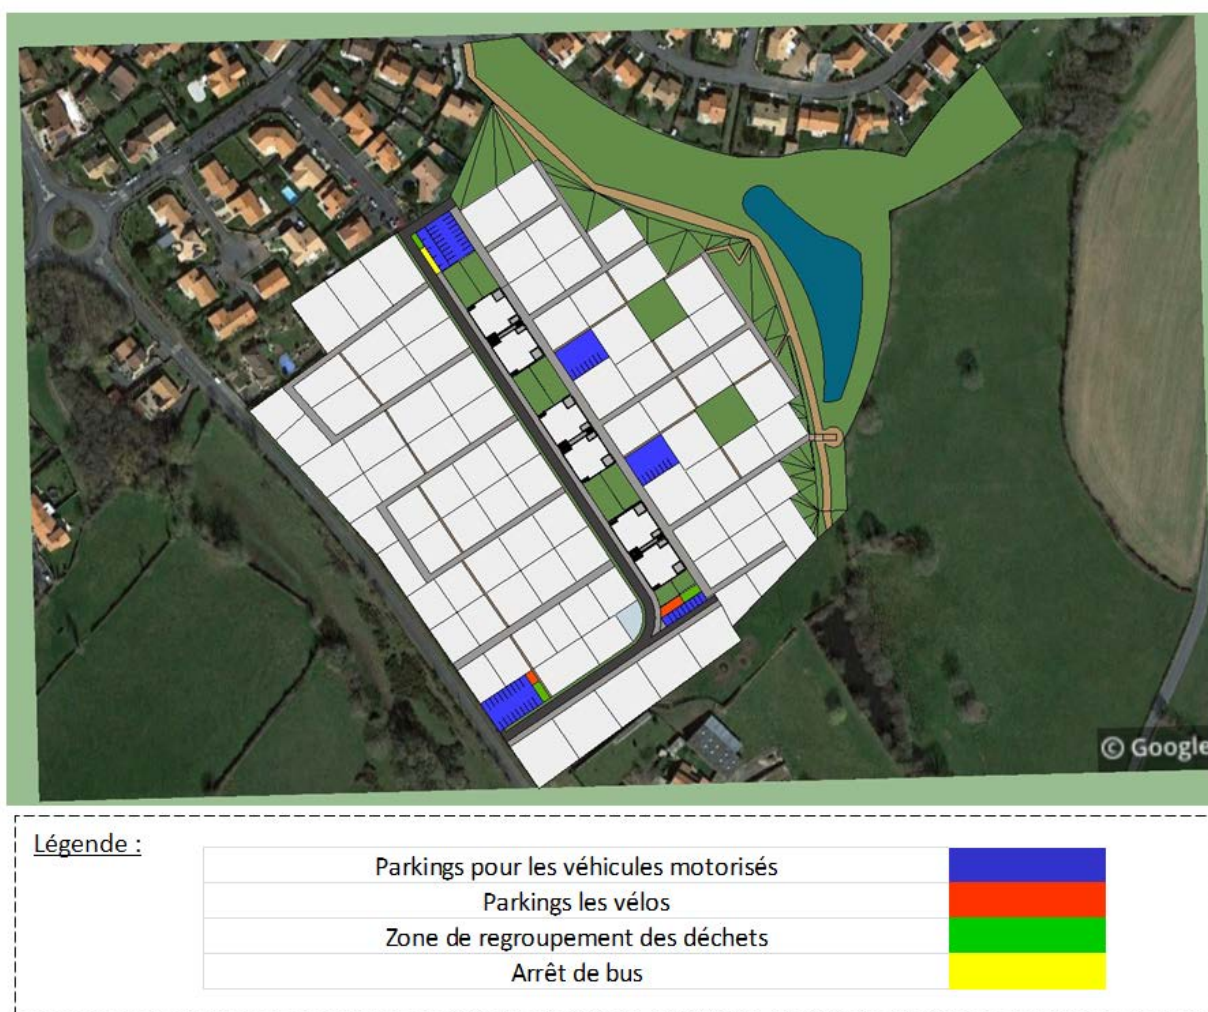 © Google
Légende :
Parkings pour les véhicules motorisés
Parkings les vélos
Zone de regroupement des déchets
Arrêt de bus